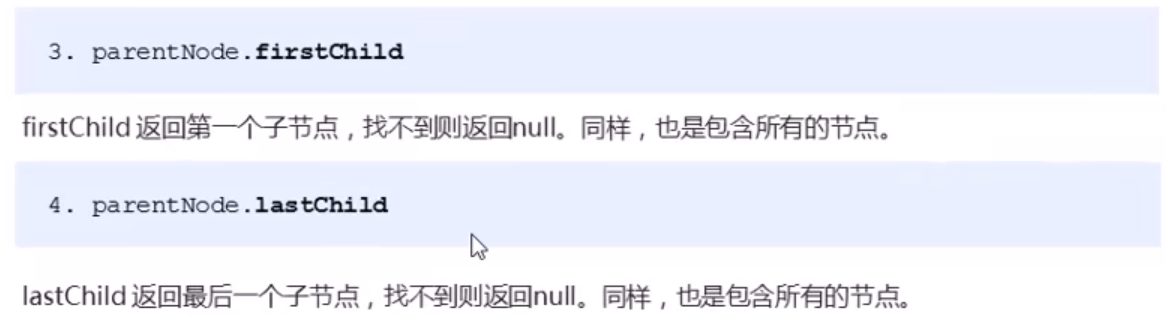 3. parentNode.firstChild
firstChild 返回第一个子节点，找不到则返回null。同样，也是包含所有的节点。
4. parentNode.lastChild
lastChild 返回最后一个子节点，找不到则返回null。同样，也是包含所有的节点。